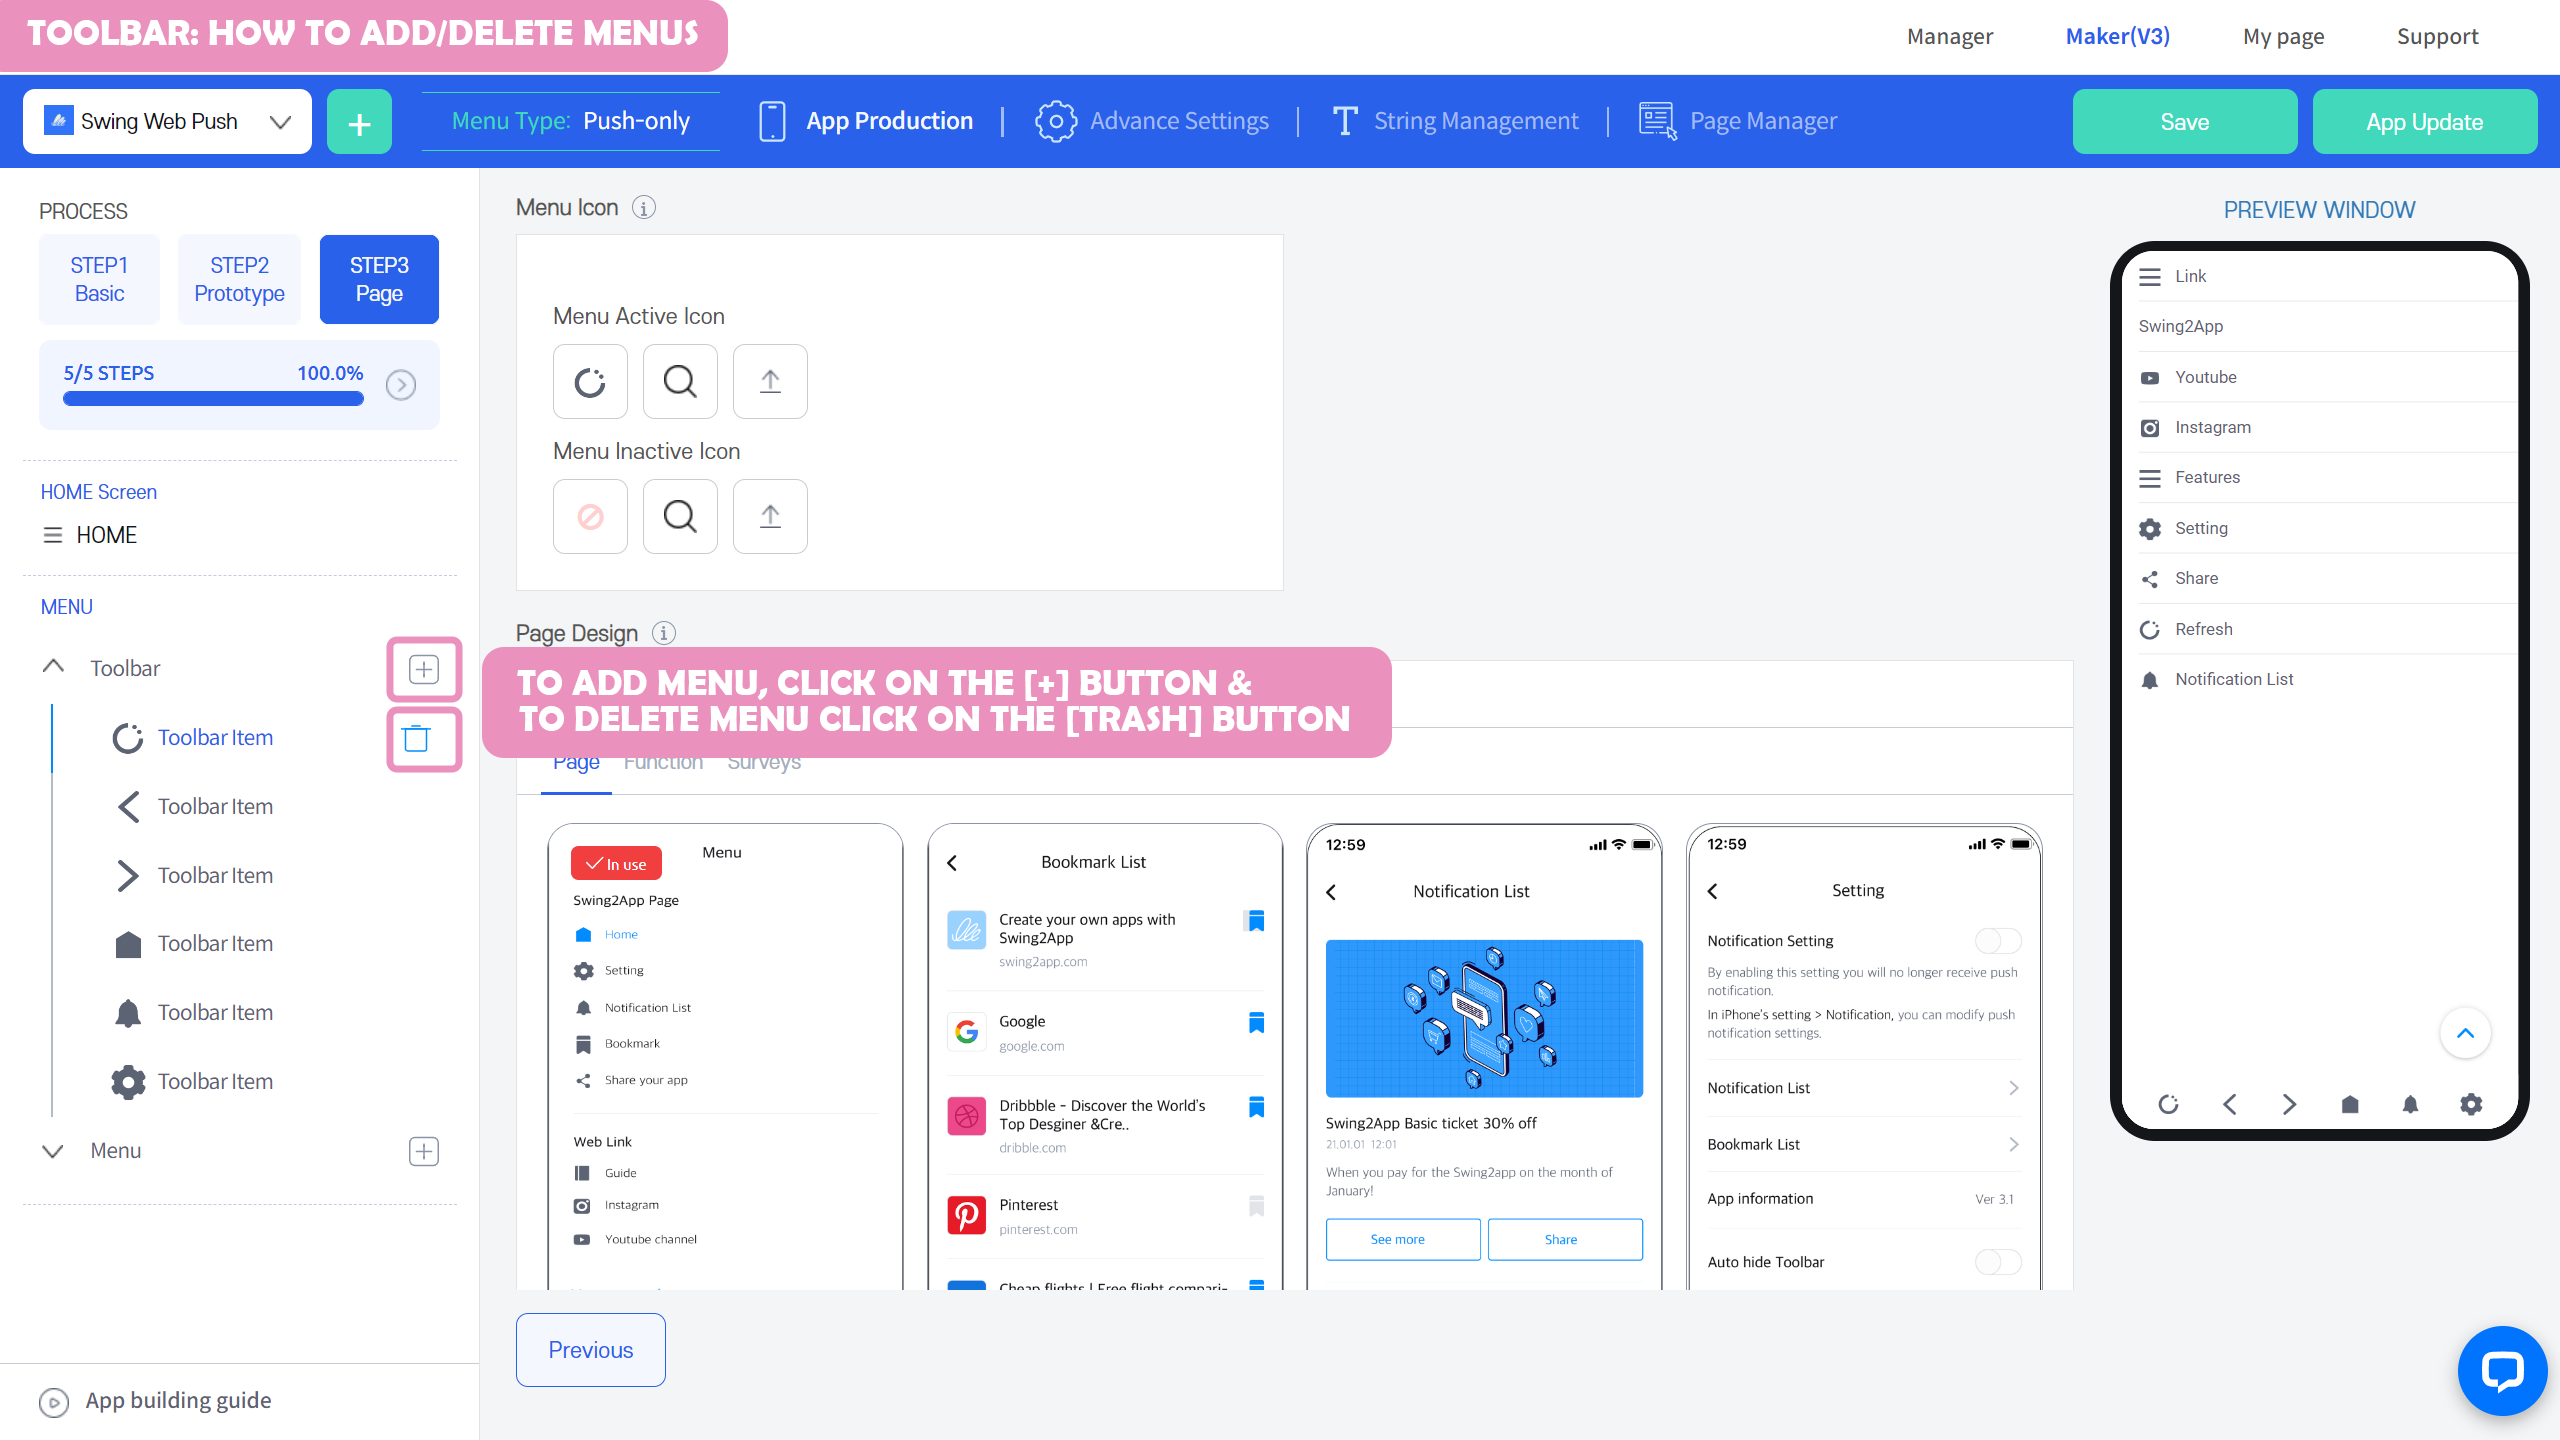 TOOLBAR: HOW TO ADD/DELETE MENUS
Manager
Maker(V3)
My page
Support
Swing Web Push
+
Menu Type: Push-only
App Production
Advance Settings
String Management
Page Manager
Save
App Update
PROCESS
STEP1
Basic
STEP2
Prototype
STEP3
Page
5/5 STEPS
100.0%
HOME Screen
HOME
MENU
Toolbar
Toolbar Item
Toolbar Item
Toolbar Item
Toolbar Item
Toolbar Item
Toolbar Item
Menu
App building guide
Menu Icon
Menu Active Icon
Menu Inactive Icon
Page Design
TO ADD MENU, CLICK ON THE [+] BUTTON &
TO DELETE MENU CLICK ON THE [TRASH] BUTTON
Page
Function
Surveys
In use
Menu
Swing2App Page
Home
Setting
Notification List
Bookmark
Share your app
Web Link
Guide
Instagram
Youtube channel
Bookmark List
Create your own apps with
Swing2App
swing2app.com
Google
google.com
Dribbble - Discover the World's
Top Desginer &Cre..
dribble.com
Pinterest
pinterest.com
Cheap flights | Free flight compari-
12:59
Notification List
Swing2App Basic ticket 30% off
21.01.01 12:01
When you pay for the Swing2app on the month of
January!
See more
Share
12:59
Setting
Notification Setting
By enabling this setting you will no longer receive push
notification.
In iPhone's setting > Notification, you can modify push
notification settings.
Notification List
Bookmark List
App information
Ver 3.1
Auto hide Toolbar
Previous
PREVIEW WINDOW
Link
Swing2App
Youtube
Instagram
Features
Setting
Share
Refresh
Notification List